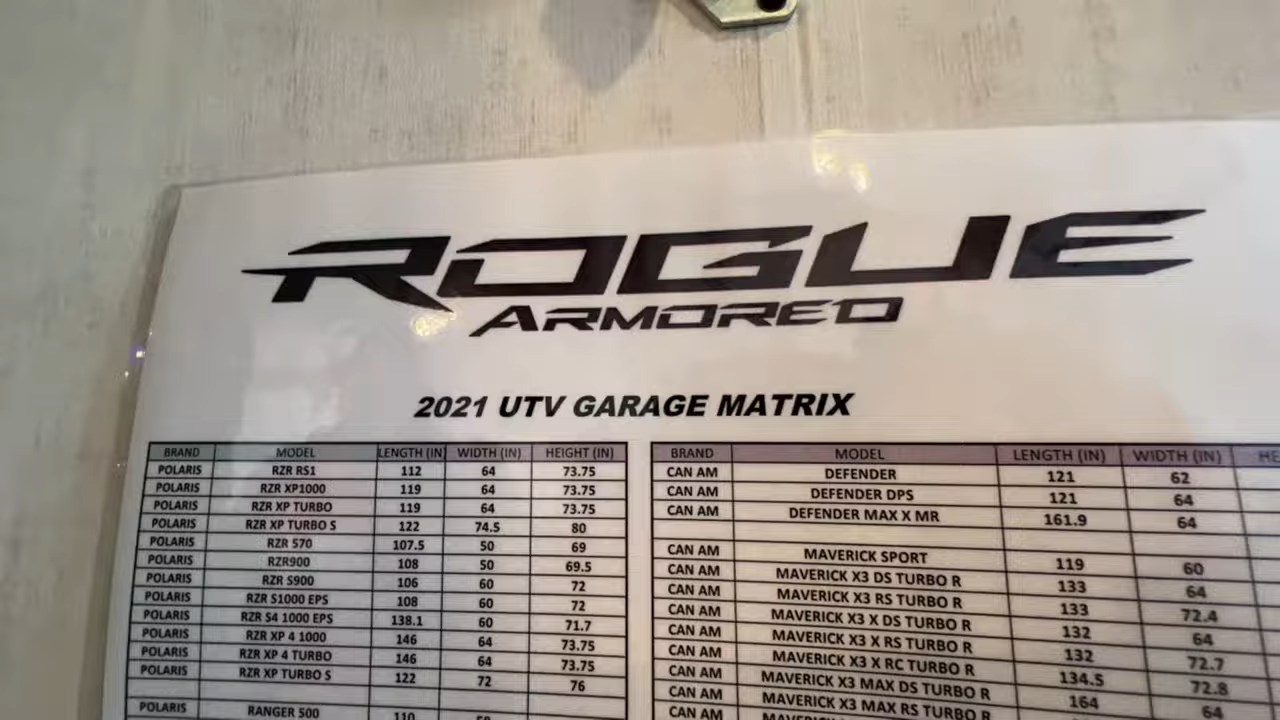 ROGUE
ARMORED
2021 UTV GARAGE MATRIX
BRAND MODEL LENGTH (IN WIDTH (IN) HEIGHT (IN)
POLARIS RZR RS1 112 64 73.75
POLARIS RZR XP1000 119 64 73.75
POLARIS RZR XP TURBO 119 64 73.75
POLARIS RZR XP TURBO S 122 74.5 80
POLARIS RZR 570 107.5 50 69
POLARIS RZR900 108 50 69.5
POLARIS RZR S900 106 60 72
POLARIS RZR S1000 EPS 108 60 72
POLARIS RZR S4 1000 EPS 138.1 60 71.7
POLARIS RZR XP 4 1000 146 64 73.75
POLARIS RZR XP 4 TURBO 146 64 73.75
POLARIS RZR XP TURBO S 122 72 76
POLARIS RANGER 500 110
BRAND MODEL LENGTH (IN) WIDTH (IN) HE
CAN AM DEFENDER 121 62
CAN AM DEFENDER DPS 121 64
CAN AM DEFENDER MAX X MR 161.9 64
CAN AM MAVERICK SPORT 119 60
CAN AM MAVERICK X3 DS TURBO R 133 64
CAN AM MAVERICK X3 RS TURBO R 133 72.4
CAN AM MAVERICK X3 X DS TURBO R 132 64
CAN AM MAVERICK X3 X RS TURBO R 132 72.7
CAN AM MAVERICK X3 X RC TURBO R 134.5 72.8
CAN AM MAVERICK X3 MAX DS TURBO R 164 64
CAN AM MAVERICK X3 MAX RS TURBO R